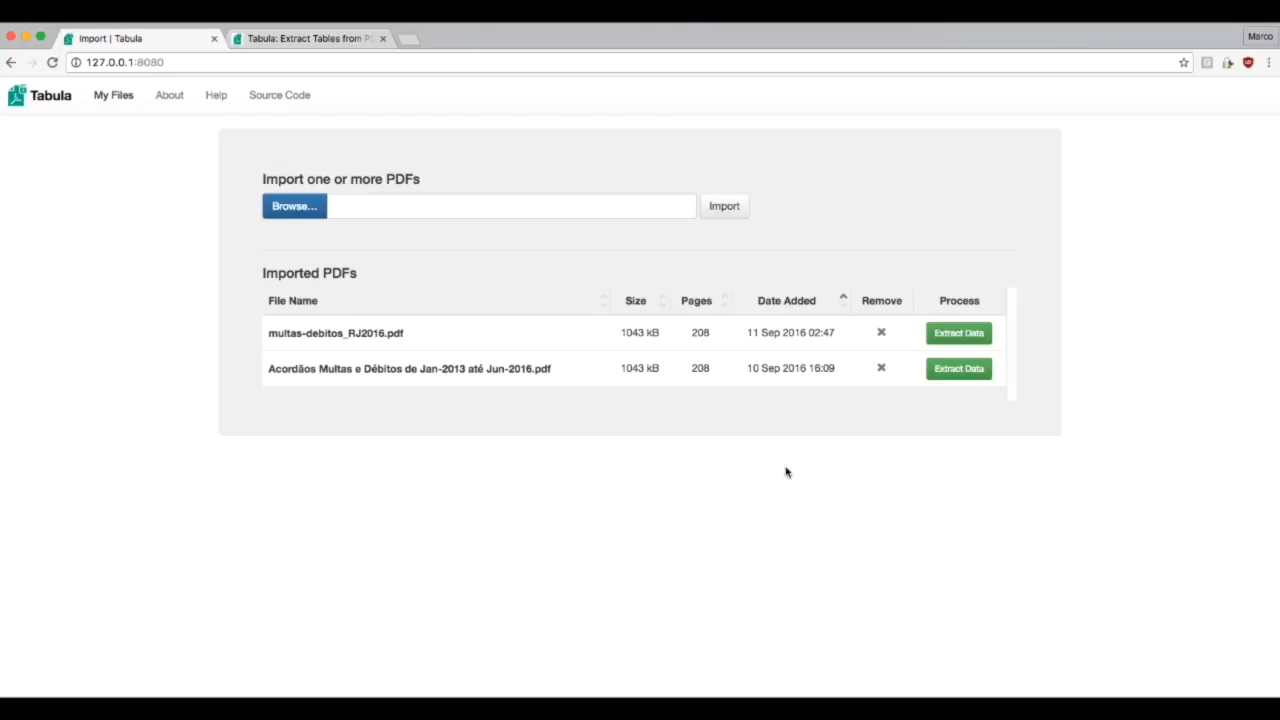 Import | Tabula
Tabula: Extract Tables from P
Marco
127.0.0.1:8080
Tabula
My Files
About
Help
Source Code
Import one or more PDFs
Browse...
Import
Imported PDFs
File Name Size Pages Date Added Remove Process
multas-debitos_RJ2016.pdf 1043 kB 208 11 Sep 2016 02:47 Extract Data
Acordãos Multas e Débitos de Jan-2013 até Jun-2016.pdf 1043 kB 208 10 Sep 2016 16:09 Extract Data